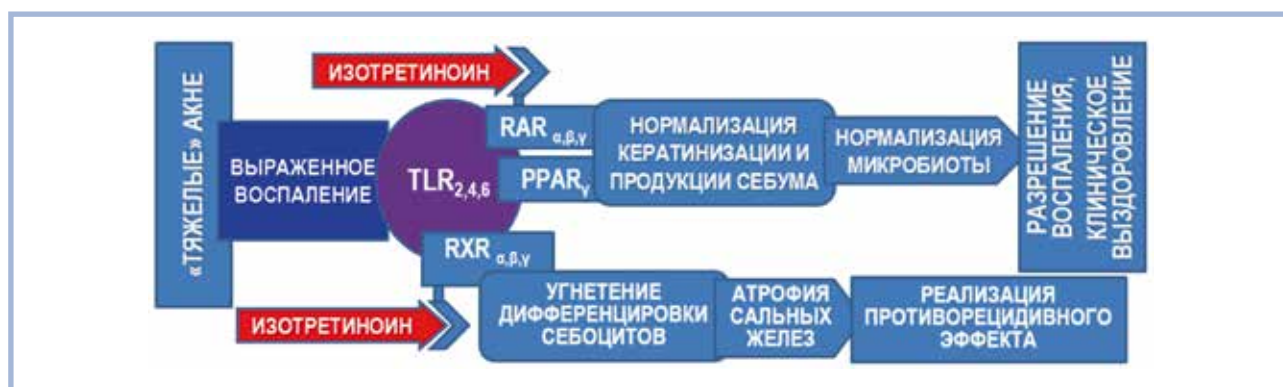 «ТЯЖЕЛЫЕ» АКНЕ
ВЫРАЖЕННОЕ
ВОСПАЛЕНИЕ
TLR2,4,6
ИЗОТРЕТИНОИН
RAR α,β,γ
PPARγ
НОРМАЛИЗАЦИЯ
КЕРАТИНИЗАЦИИ И
ПРОДУКЦИИ СЕБУМА
НОРМАЛИЗАЦИЯ
МИКРОБИОТЫ
РАЗРЕШЕНИЕ
ВОСПАЛЕНИЯ,
КЛИНИЧЕСКОЕ
ВЫЗДОРОВЛЕНИЕ
ИЗОТРЕТИНОИН
RXR α,β,γ
УГНЕТЕНИЕ
ДИФФЕРЕНЦИРОВКИ
СЕБОЦИТОВ
АТРОФИЯ
САЛЬНЫХ
ЖЕЛЕЗ
РЕАЛИЗАЦИЯ
ПРОТИВОРЕЦИДИВНОГО
ЭФФЕКТА